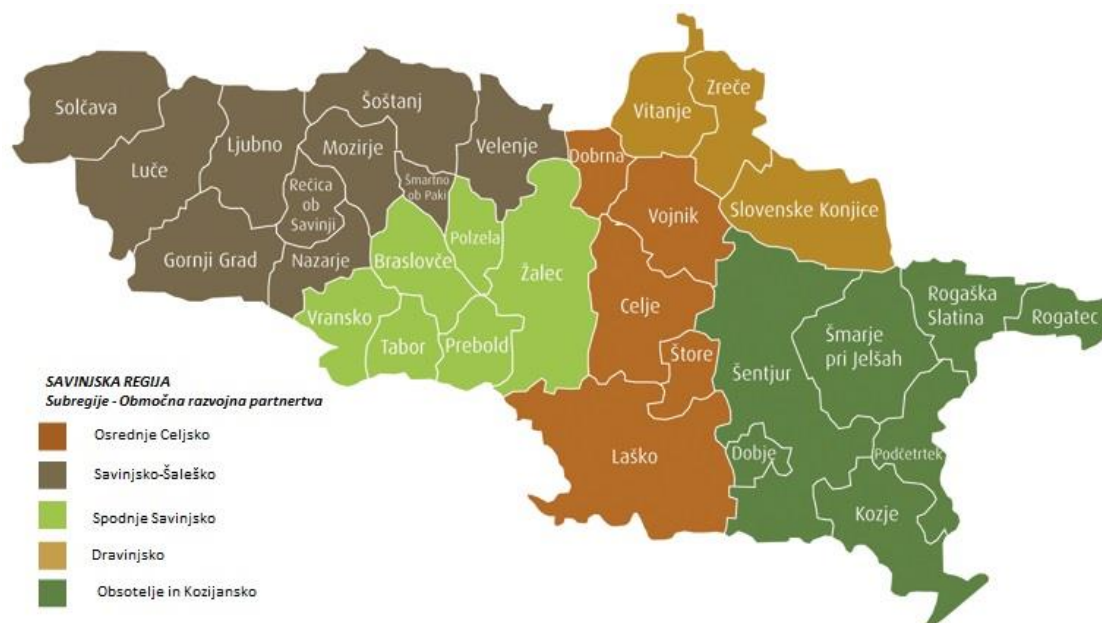 Solčava
Luče
Ljubno
Šoštanj
Mozirje
Velenje
Rečica
ob
Savinji
Šmartno
ob Paki
Gornji Grad
Nazarje
Braslovče
Polzela
Žalec
Vransko
Tabor
Prebold
Dobrna
Vojnik
Celje
Štore
Laško
Vitanje
Zreče
Slovenske Konjice
Šentjur
Dobje
Šmarje
pri Jelšah
Rogaška
Slatina
Rogatec
Podčetrtek
Kozje
SAVINJSKA REGIJA
Subregije - Območna razvojna partnertva
Osrednje Celjsko
Savinjsko-Šaleško
Spodnje Savinjsko
Dravinjsko
Obsotelje in Kozijansko